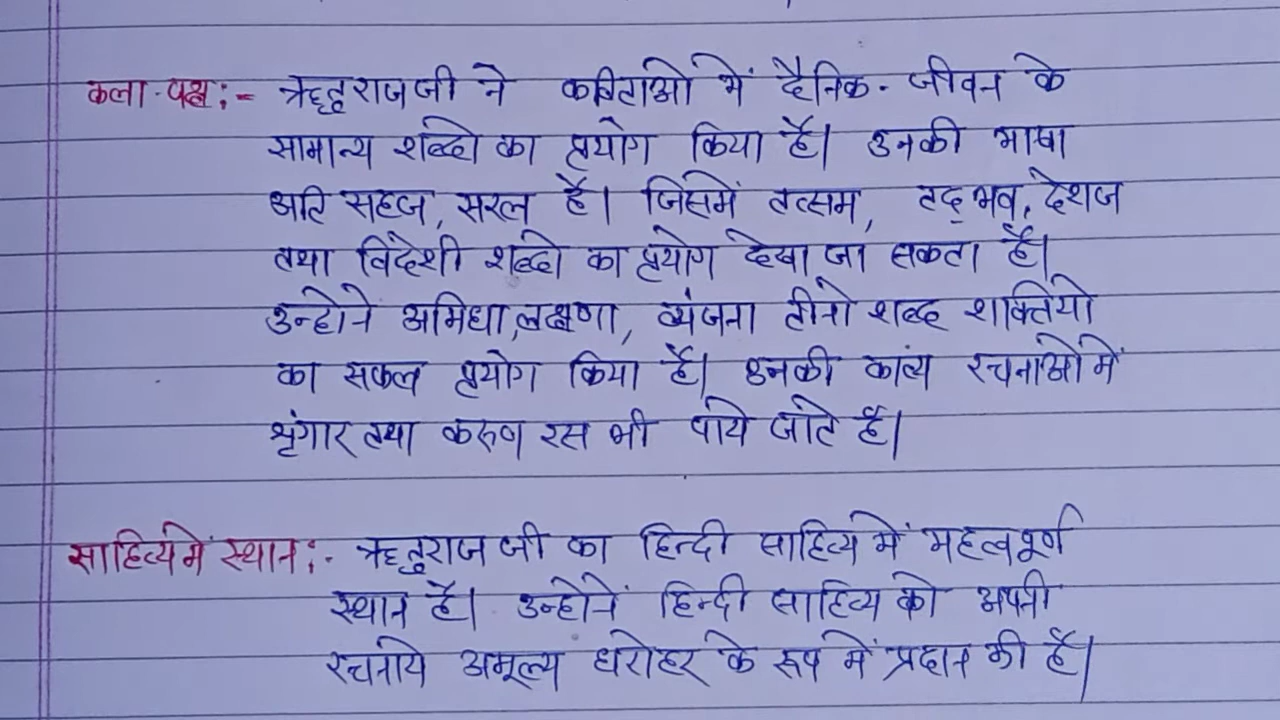 कला-पक्ष:- ऋतुराज जी ने कविताओं में दैनिक-जीवन के
सामान्य शब्दो का प्रयोग किया है। उनकी भाषा
अति सहज, सरल है। जिसमें तत्सम, तद्भव, देशज
तथा विदेशी शब्दो का प्रयोग देखा जा सकता है।
उन्होने अभिधा, लक्षणा, व्यंजना तीनो शब्द शक्तियो
का सफल प्रयोग किया है। उनकी काव्य रचनाओं में
श्रृंगार तथा करुण रस भी पाये जाते है।
साहित्य में स्थान:- ऋतुराज जी का हिन्दी साहित्य में महत्वपूर्ण
स्थान है। उन्होनें हिन्दी साहित्य को अपनी
रचनाये अमूल्य धरोहर के रूप में प्रदान की है।